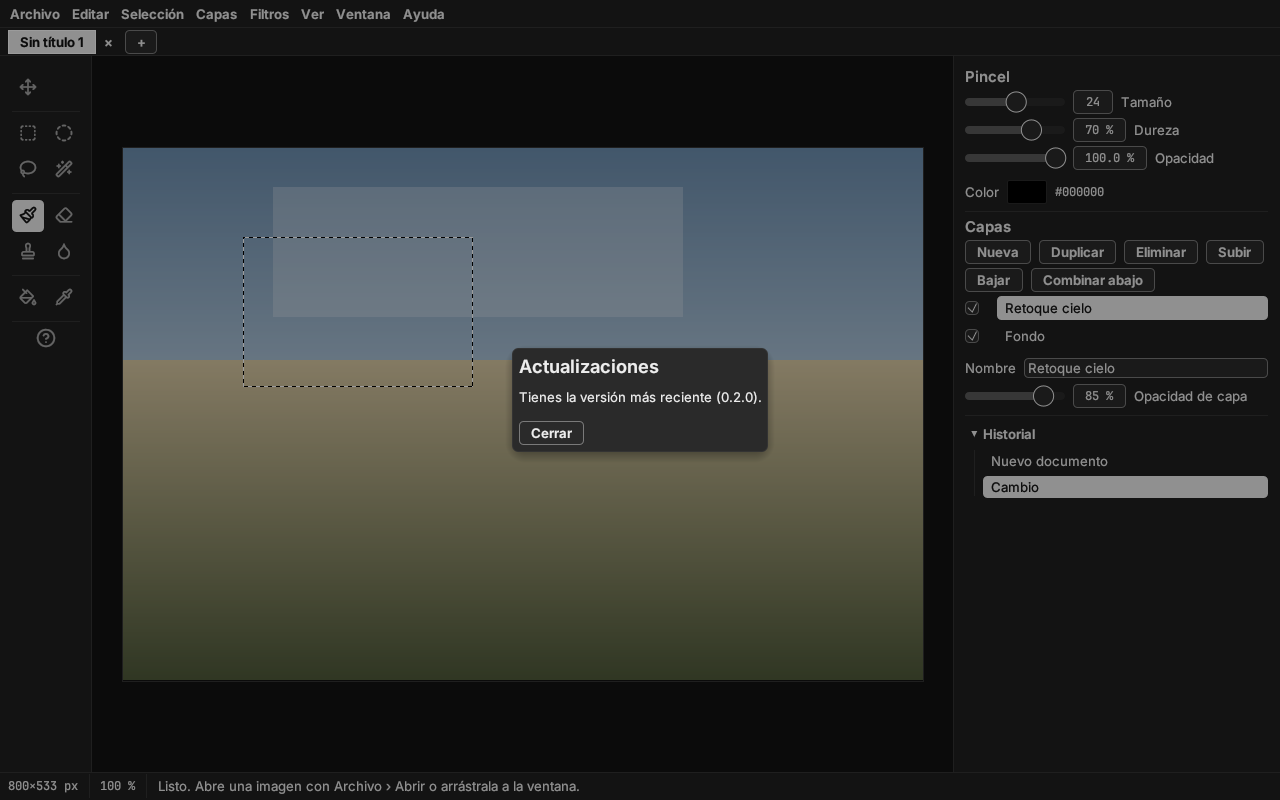 Archivo Editar Selección Capas Filtros Ver Ventana Ayuda
Sin título 1 × +
Pincel
24 Tamaño
70 % Dureza
100.0 % Opacidad
Color #000000
Capas
Nueva Duplicar Eliminar Subir
Bajar Combinar abajo
Retoque cielo
Fondo
Nombre Retoque cielo
85 % Opacidad de capa
Historial
Nuevo documento
Cambio
Actualizaciones
Tienes la versión más reciente (0.2.0).
Cerrar
800×533 px 100 % Listo. Abre una imagen con Archivo › Abrir o arrástrala a la ventana.